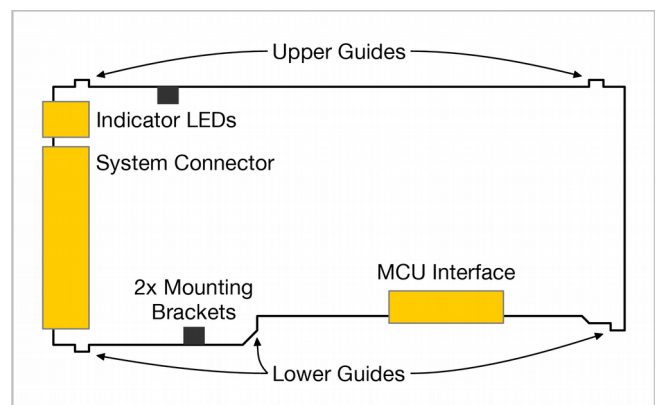 Upper Guides
Indicator LEDs
System Connector
MCU Interface
2x Mounting
Brackets
Lower Guides